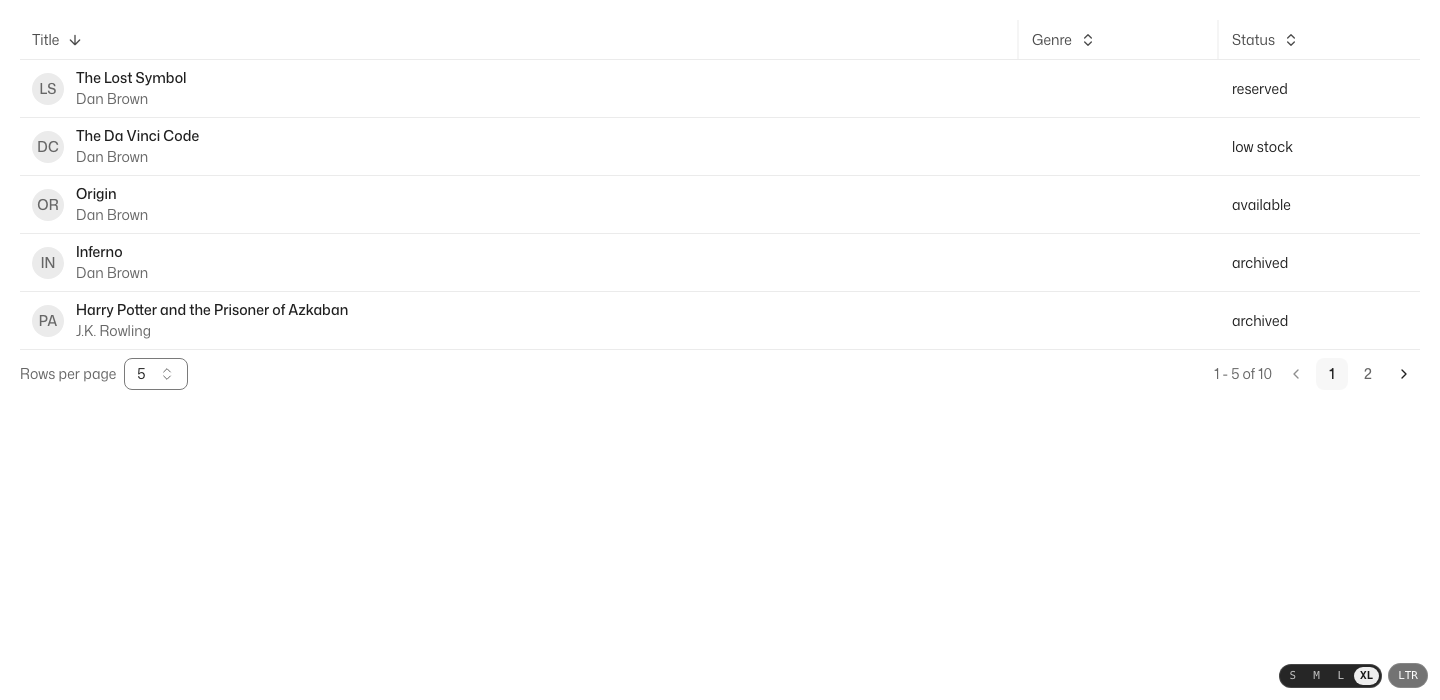 Title Genre Status
LS The Lost Symbol reserved
Dan Brown
DC The Da Vinci Code low stock
Dan Brown
OR Origin available
Dan Brown
IN Inferno archived
Dan Brown
PA Harry Potter and the Prisoner of Azkaban archived
J.K. Rowling
Rows per page 5 1 - 5 of 10 1 2
S M L XL LTR